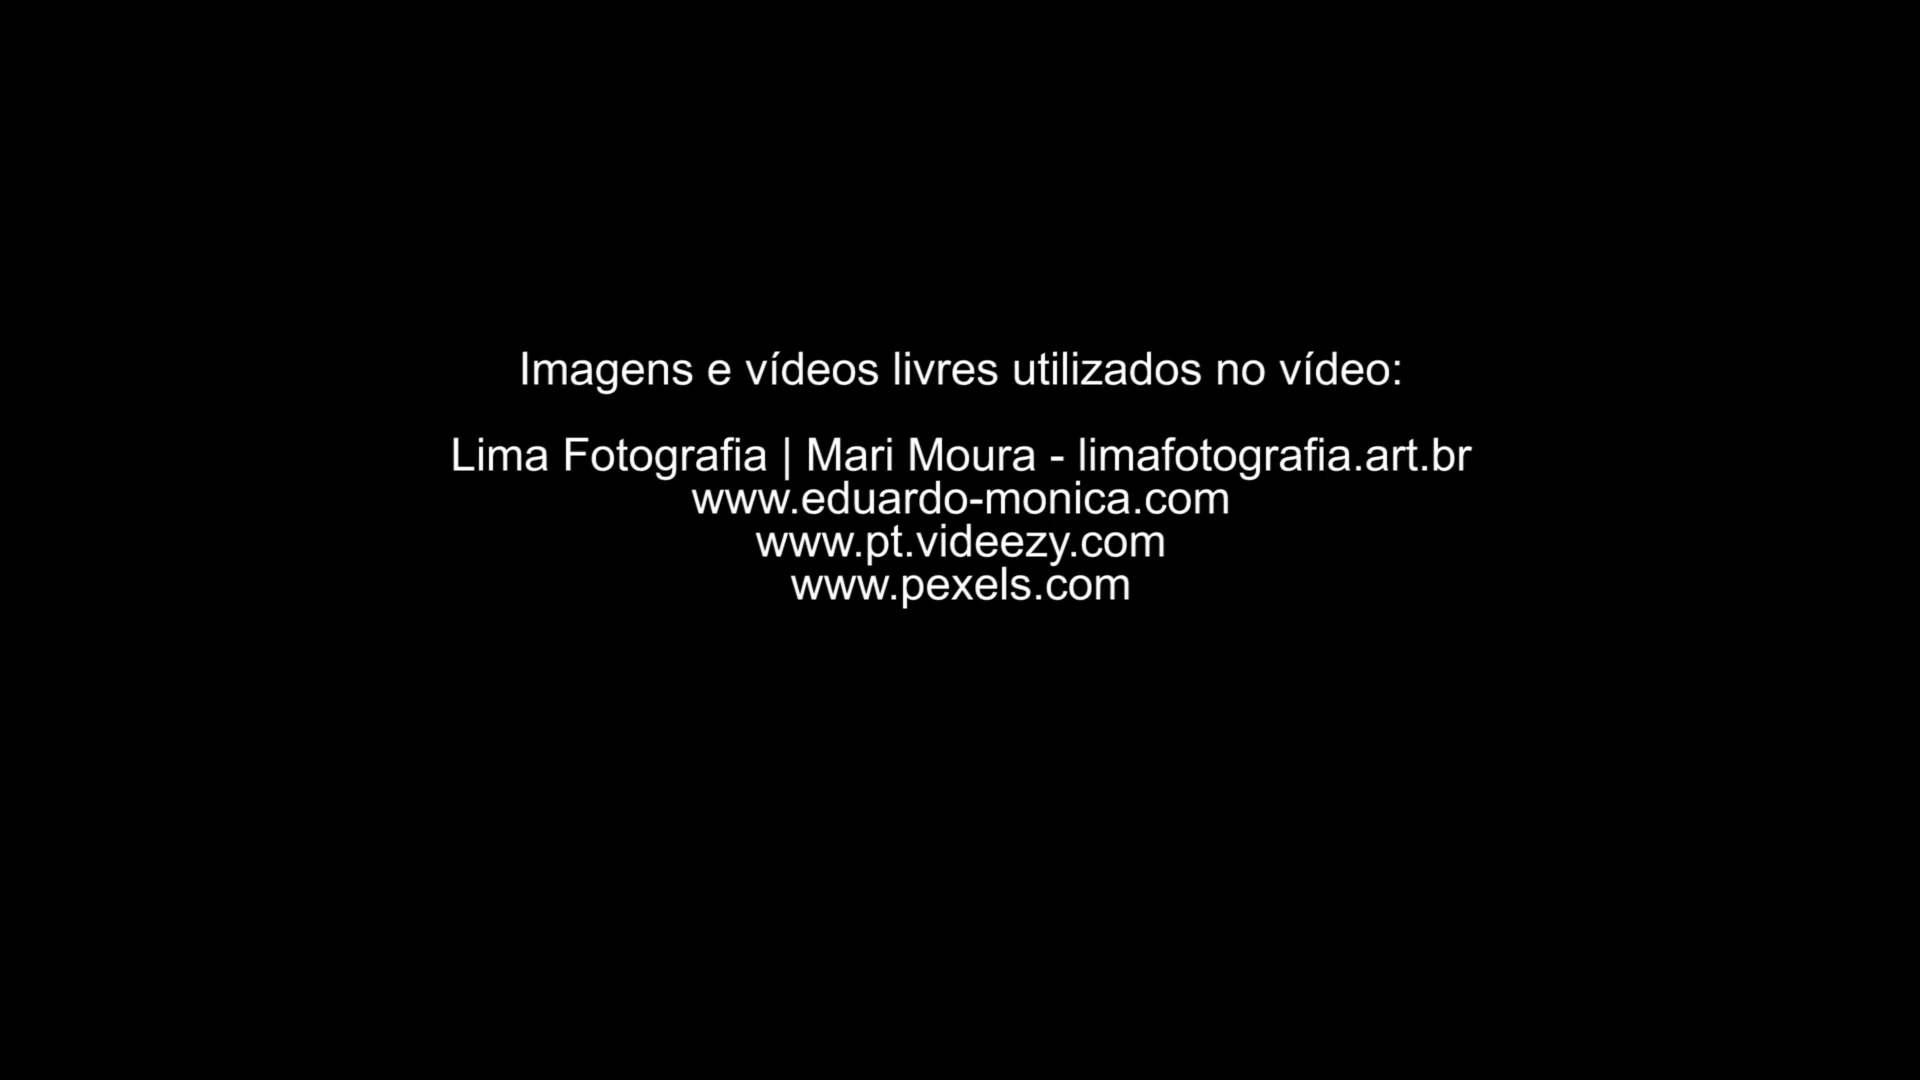 Imagens e vídeos livres utilizados no vídeo:
Lima Fotografia | Mari Moura - limafotografia.art.br
www.eduardo-monica.com
www.pt.videezy.com
www.pexels.com